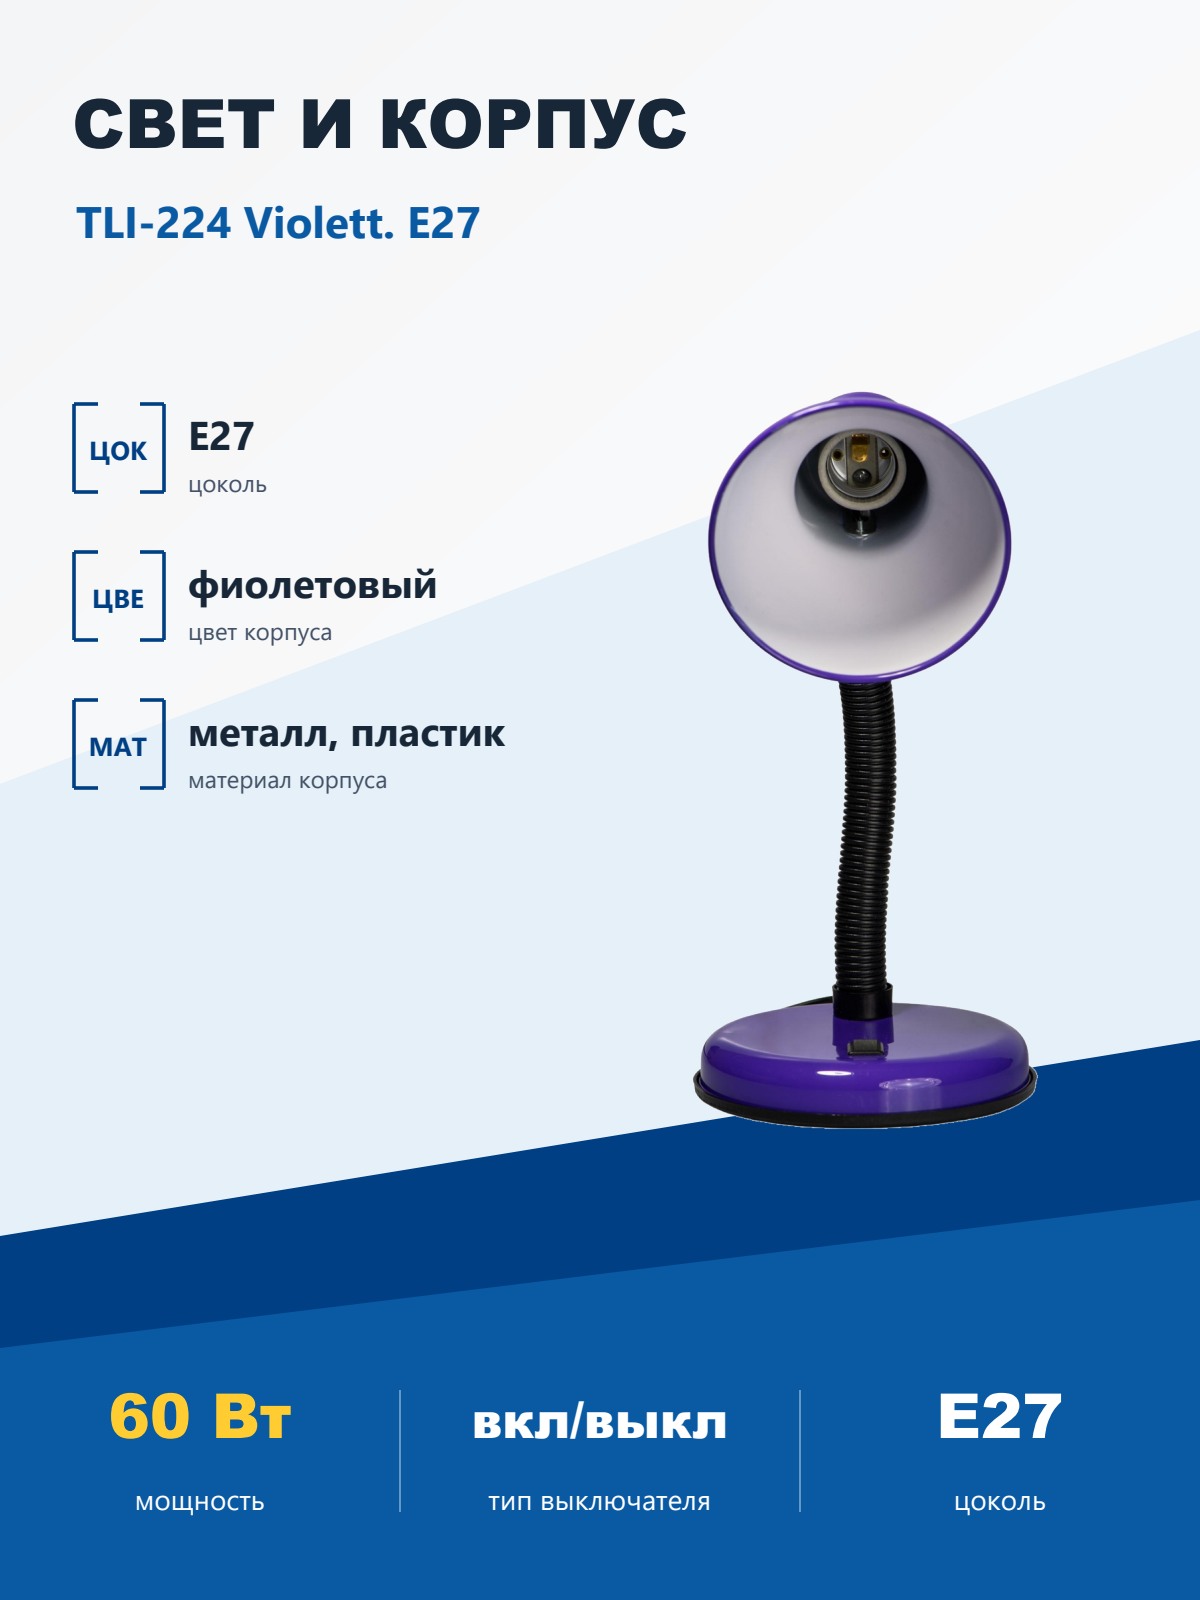 СВЕТ И КОРПУС
TLI-224 Violett. E27
ЦОК
E27
цоколь
ЦВЕ
фиолетовый
цвет корпуса
МАТ
металл, пластик
материал корпуса
60 Вт
вкл/выкл
E27
мощность
тип выключателя
цоколь